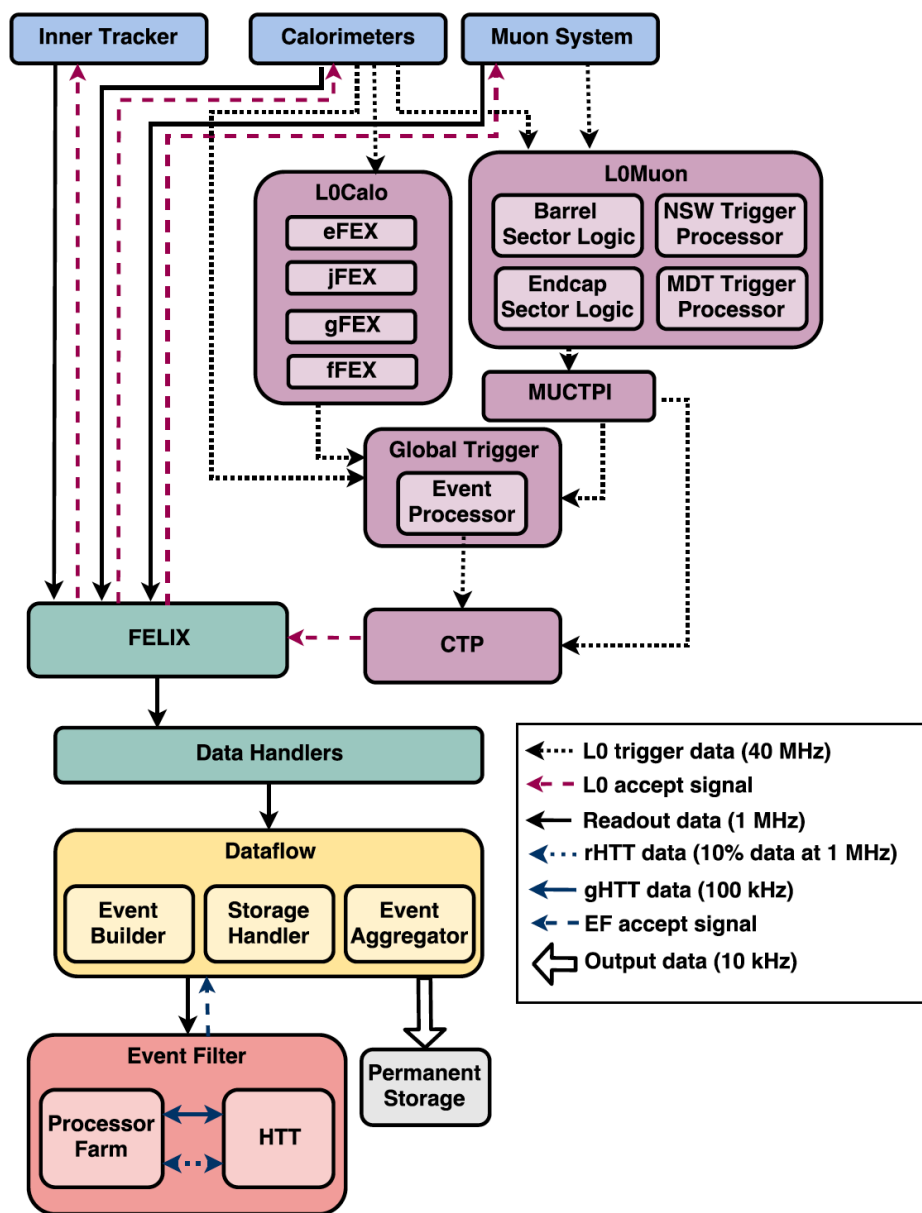 Inner Tracker
Calorimeters
Muon System
L0Calo
eFEX
jFEX
gFEX
fFEX
L0Muon
Barrel
Sector Logic
NSW Trigger
Processor
Endcap
Sector Logic
MDT Trigger
Processor
MUCTPI
Global Trigger
Event
Processor
FELIX
CTP
Data Handlers
Dataflow
Event
Builder
Storage
Handler
Event
Aggregator
Event Filter
Processor
Farm
HTT
Permanent
Storage
L0 trigger data (40 MHz)
L0 accept signal
Readout data (1 MHz)
rHTT data (10% data at 1 MHz)
gHTT data (100 kHz)
EF accept signal
Output data (10 kHz)